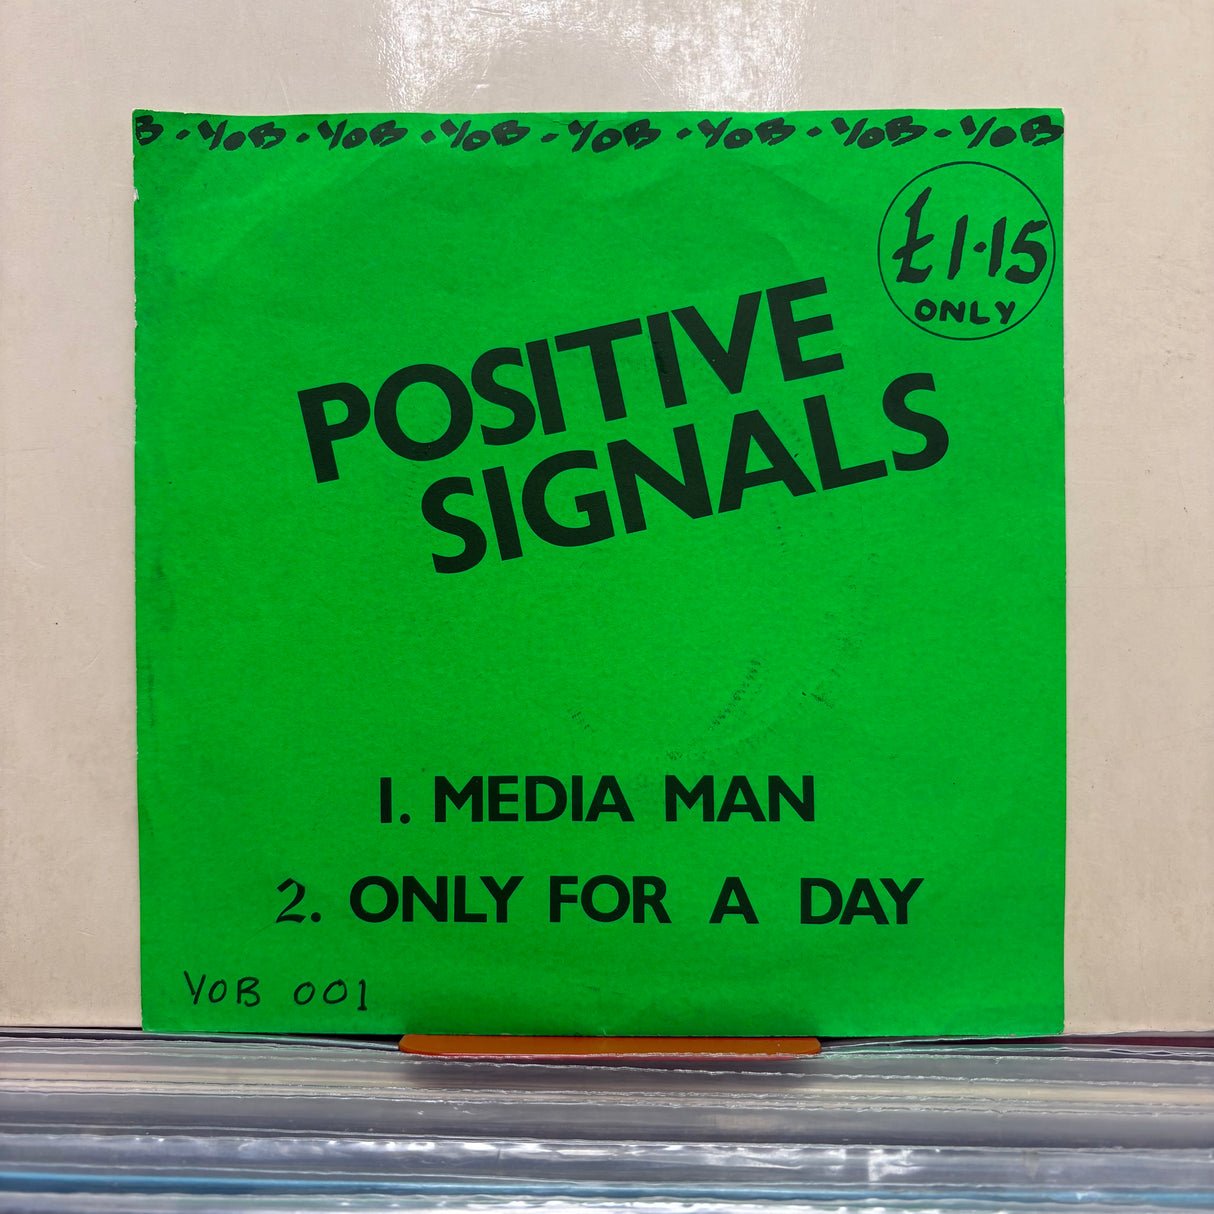 B • YOB • YOB • YOB • YOB • YOB • YOB • YOB
£1·15
ONLY
POSITIVE
SIGNALS
1. MEDIA MAN
2. ONLY FOR A DAY
YOB 001